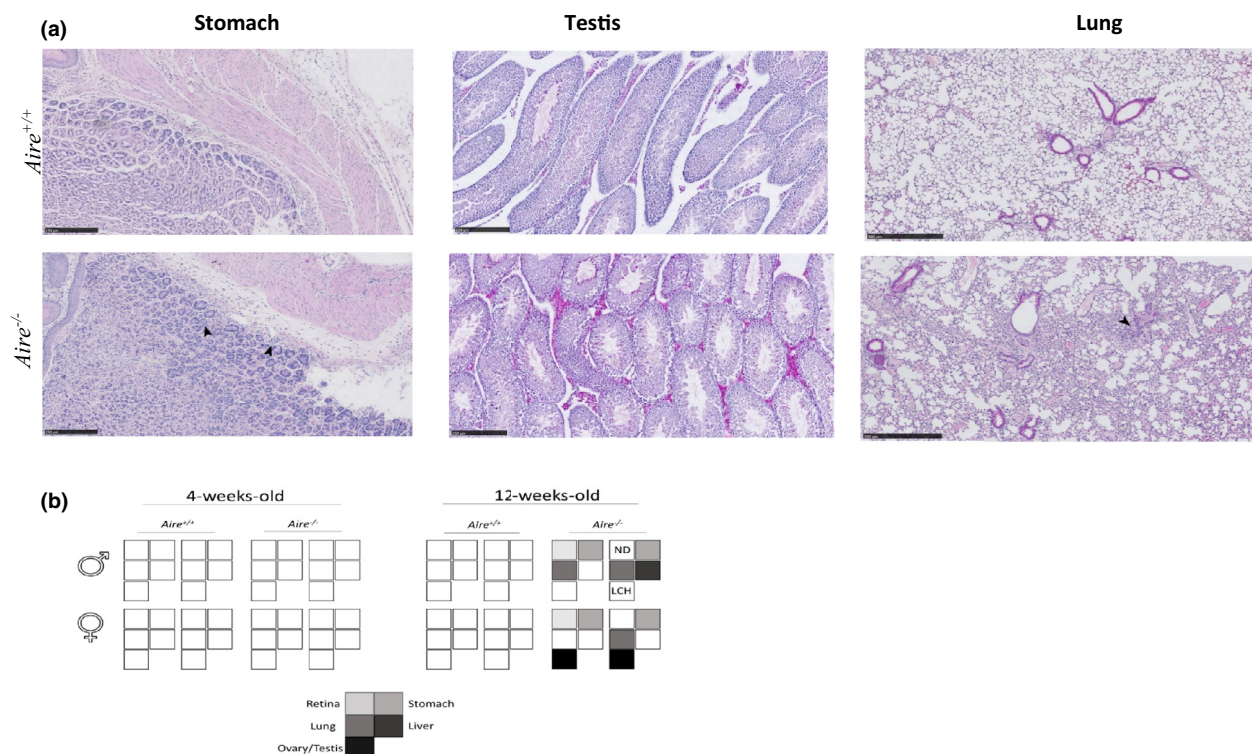 (a)
Stomach Testis Lung
Aire+/+
Aire-/-
(b)
4-weeks-old 12-weeks-old
Aire+/+ Aire-/- Aire+/+ Aire-/-
♂
ND
LCH
♀
Retina Stomach
Lung Liver
Ovary/Testis